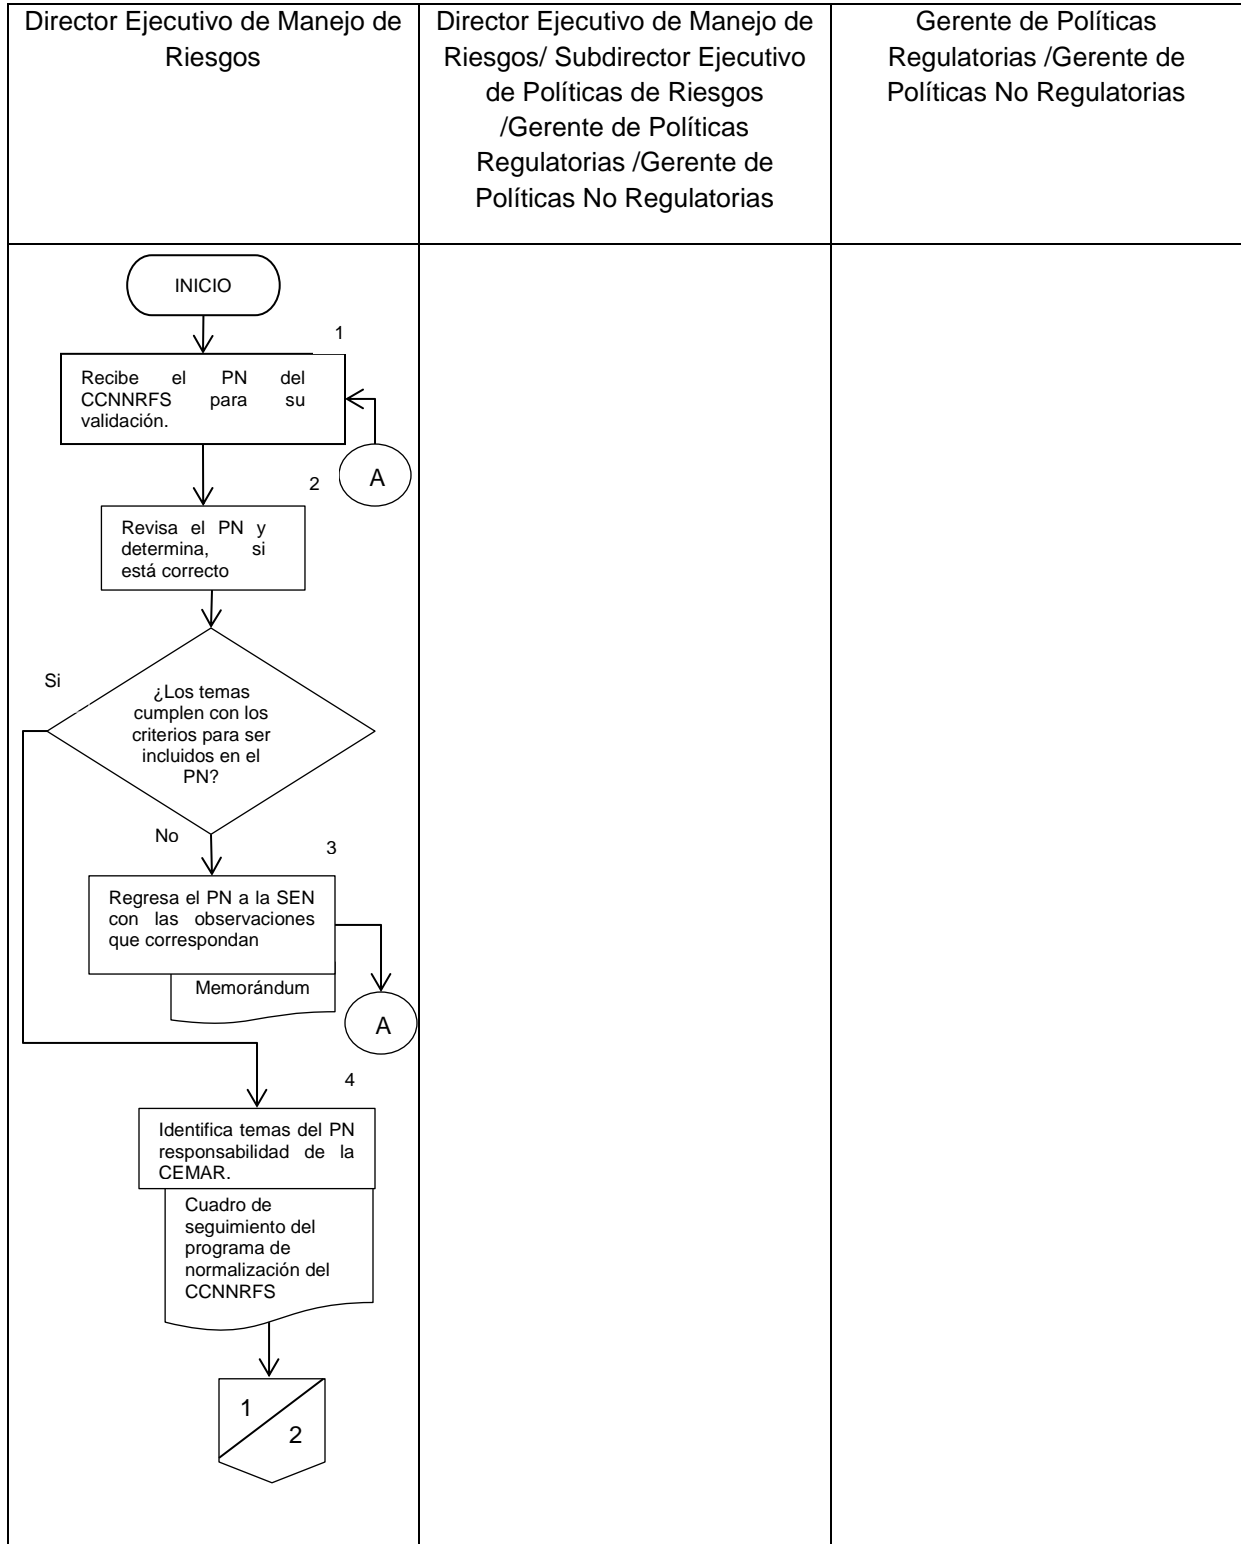 Director Ejecutivo de Manejo de
Riesgos
Director Ejecutivo de Manejo de
Riesgos/ Subdirector Ejecutivo
de Políticas de Riesgos
/Gerente de Políticas
Regulatorias /Gerente de
Políticas No Regulatorias
Gerente de Políticas
Regulatorias /Gerente de
Políticas No Regulatorias
INICIO
1
Recibe el PN del
CCNNRFS para su
validación.
A
2
Revisa el PN y
determina, si
está correcto
Si
¿Los temas
cumplen con los
criterios para ser
incluidos en el
PN?
No
3
Regresa el PN a la SEN
con las observaciones
que correspondan
Memorándum
A
4
Identifica temas del PN
responsabilidad de la
CEMAR.
Cuadro de
seguimiento del
programa de
normalización del
CCNNRFS
1
2